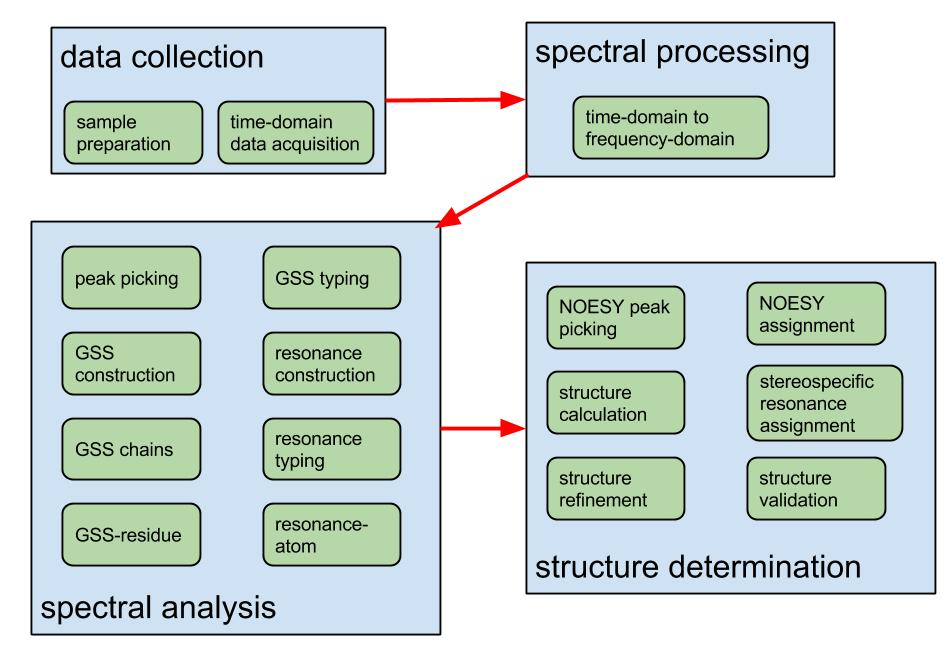 data collection
sample
preparation
time-domain
data acquisition
spectral processing
time-domain to
frequency-domain
peak picking
GSS typing
GSS
construction
resonance
construction
GSS chains
resonance
typing
GSS-residue
resonance-
atom
spectral analysis
NOESY peak
picking
NOESY
assignment
structure
calculation
stereospecific
resonance
assignment
structure
refinement
structure
validation
structure determination